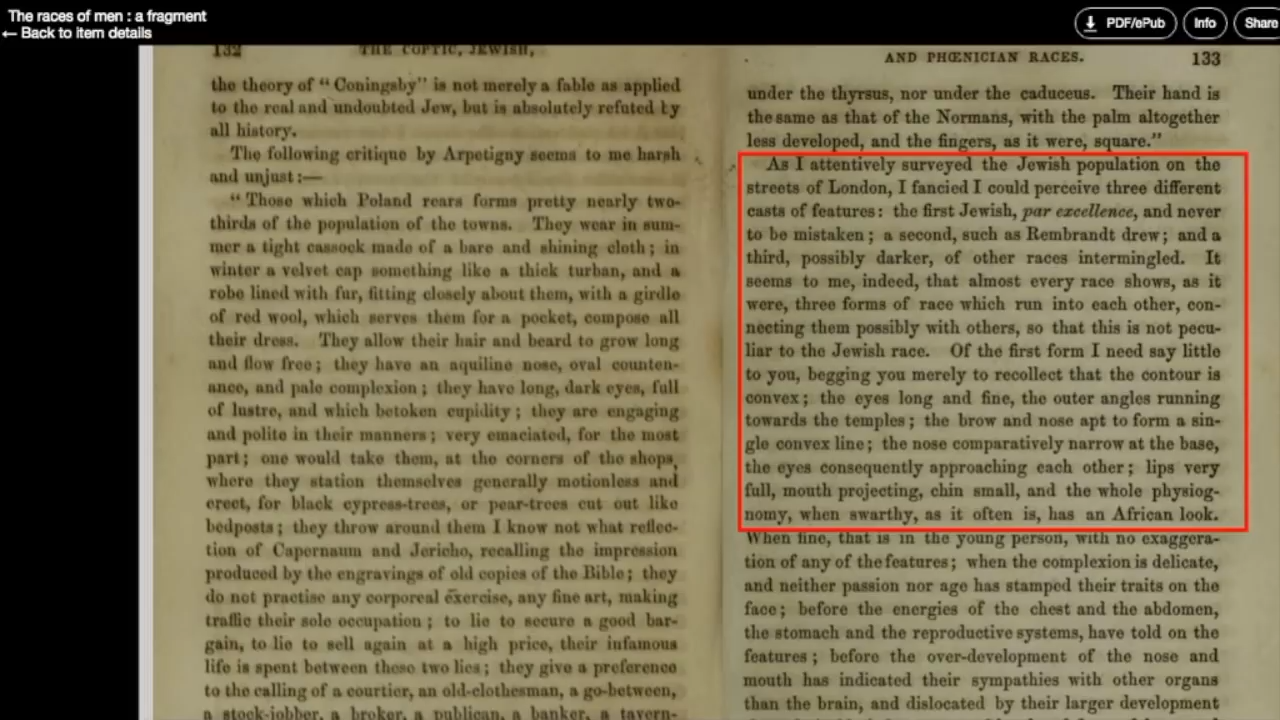 The races of men : a fragment
← Back to item details
PDF/ePub
Info
Share
132 THE COPTIC, JEWISH,
the theory of “Coningsby” is not merely a fable as applied
to the real and undoubted Jew, but is absolutely refuted by
all history.
The following critique by Arpetigny seems to me harsh
and unjust:—
“Those which Poland rears forms pretty nearly two-
thirds of the population of the towns. They wear in sum-
mer a tight cassock made of a bare and shining cloth; in
winter a velvet cap something like a thick turban, and a
robe lined with fur, fitting closely about them, with a girdle
of red wool, which serves them for a pocket, compose all
their dress. They allow their hair and beard to grow long
and flow free; they have an aquiline nose, oval counten-
ance, and pale complexion; they have long, dark eyes, full
of lustre, and which betoken cupidity; they are engaging
and polite in their manners; very emaciated, for the most
part; one would take them, at the corners of the shops,
where they station themselves generally motionless and
erect, for black cypress-trees, or pear-trees cut out like
bedposts; they throw around them I know not what reflec-
tion of Capernaum and Jericho, recalling the impression
produced by the engravings of old copies of the Bible; they
do not practise any corporeal exercise, any fine art, making
traffic their sole occupation; to lie to secure a good bar-
gain, to lie to sell again at a high price, their infamous
life is spent between these two lies; they give a preference
to the calling of a courtier, an old-clothesman, a go-between,
a stock-jobber, a broker, a publican, a banker, a tavern-
AND PHŒNICIAN RACES. 133
under the thyrsus, nor under the caduceus. Their hand is
the same as that of the Normans, with the palm altogether
less developed, and the fingers, as it were, square.”
As I attentively surveyed the Jewish population on the
streets of London, I fancied I could perceive three different
casts of features: the first Jewish, par excellence, and never
to be mistaken; a second, such as Rembrandt drew; and a
third, possibly darker, of other races intermingled. It
seems to me, indeed, that almost every race shows, as it
were, three forms of race which run into each other, con-
necting them possibly with others, so that this is not pecu-
liar to the Jewish race. Of the first form I need say little
to you, begging you merely to recollect that the contour is
convex; the eyes long and fine, the outer angles running
towards the temples; the brow and nose apt to form a sin-
gle convex line; the nose comparatively narrow at the base,
the eyes consequently approaching each other; lips very
full, mouth projecting, chin small, and the whole physiog-
nomy, when swarthy, as it often is, has an African look.
When fine, that is in the young person, with no exaggera-
tion of any of the features; when the complexion is delicate,
and neither passion nor age has stamped their traits on the
face; before the energies of the chest and the abdomen,
the stomach and the reproductive systems, have told on the
features; before the over-development of the nose and
mouth has indicated their sympathies with other organs
than the brain, and dislocated by their larger development